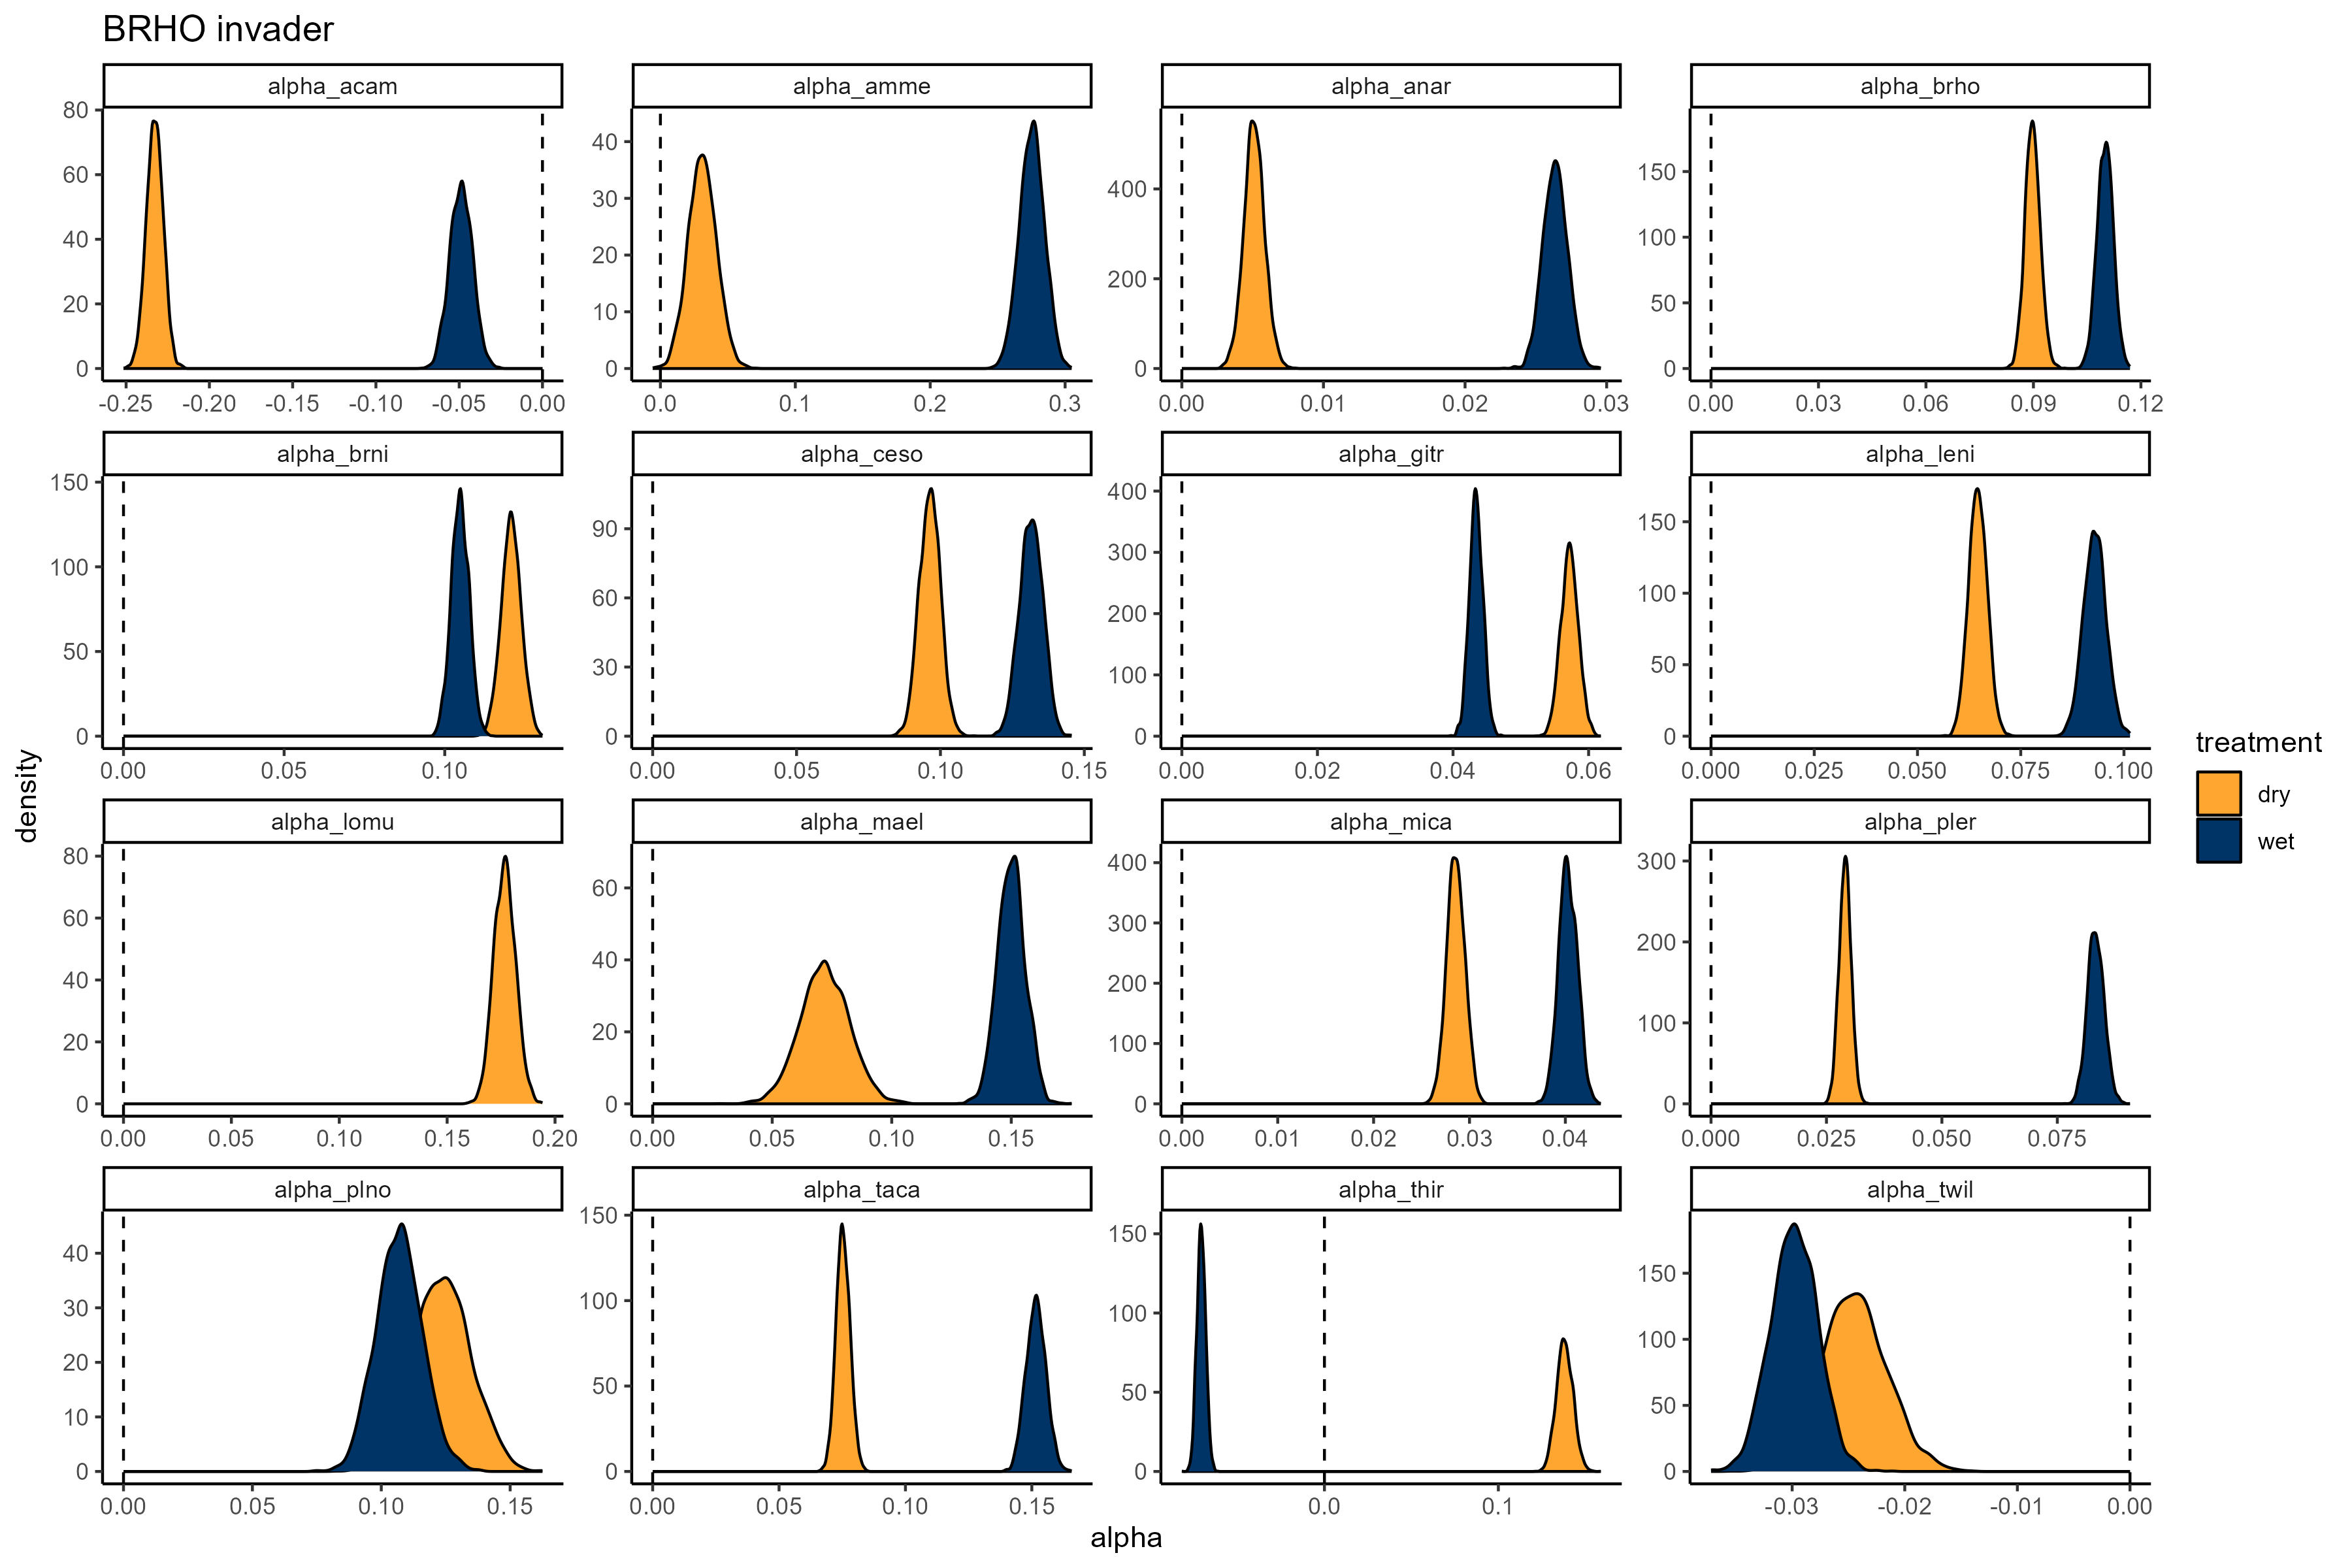 BRHO invader
alpha_acam alpha_amme alpha_anar alpha_brho
80
60
40
20
0
40
30
20
10
0
400
200
0
150
100
50
0
-0.25 -0.20 -0.15 -0.10 -0.05 0.00
0.0 0.1 0.2 0.3
0.00 0.01 0.02 0.03
0.00 0.03 0.06 0.09 0.12
alpha_brni alpha_ceso alpha_gitr alpha_leni
150
100
50
0
90
60
30
0
400
300
200
100
0
150
100
50
0
0.00 0.05 0.10
0.00 0.05 0.10 0.15
0.00 0.02 0.04 0.06
0.000 0.025 0.050 0.075 0.100
alpha_lomu alpha_mael alpha_mica alpha_pler
80
60
40
20
0
60
40
20
0
400
300
200
100
0
300
200
100
0
0.00 0.05 0.10 0.15 0.20
0.00 0.05 0.10 0.15
0.00 0.01 0.02 0.03 0.04
0.000 0.025 0.050 0.075
alpha_plno alpha_taca alpha_thir alpha_twil
40
30
20
10
0
150
100
50
0
150
100
50
0
150
100
50
0
0.00 0.05 0.10 0.15
0.00 0.05 0.10 0.15
0.0 0.1
-0.03 -0.02 -0.01 0.00
density
alpha
treatment
dry
wet